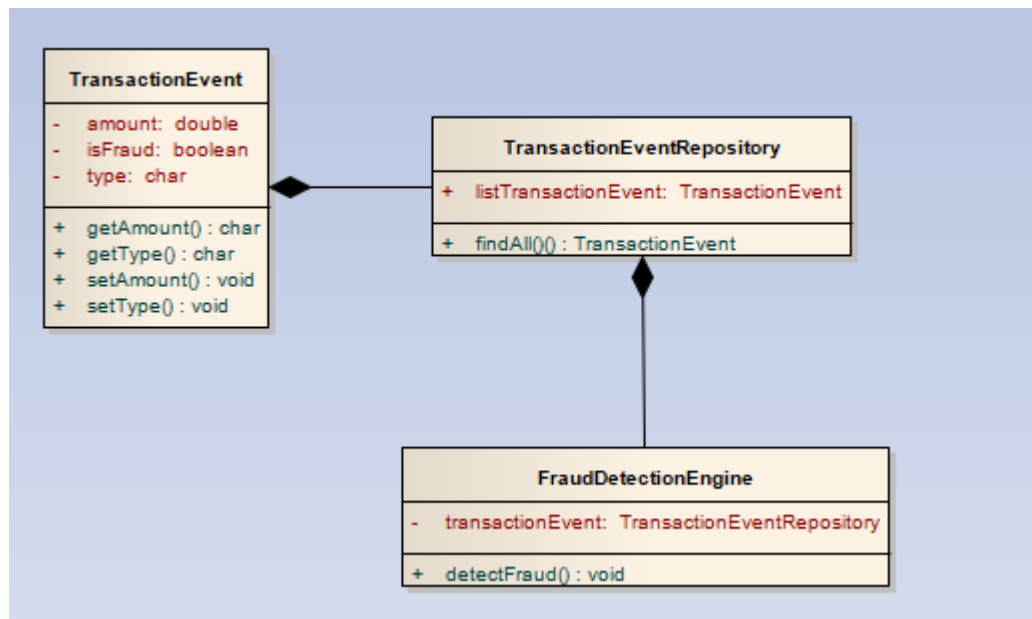 TransactionEvent
- amount: double
- isFraud: boolean
- type: char
+ getAmount() : char
+ getType() : char
+ setAmount() : void
+ setType() : void
TransactionEventRepository
+ listTransactionEvent: TransactionEvent
+ findAll()() : TransactionEvent
FraudDetectionEngine
- transactionEvent: TransactionEventRepository
+ detectFraud() : void